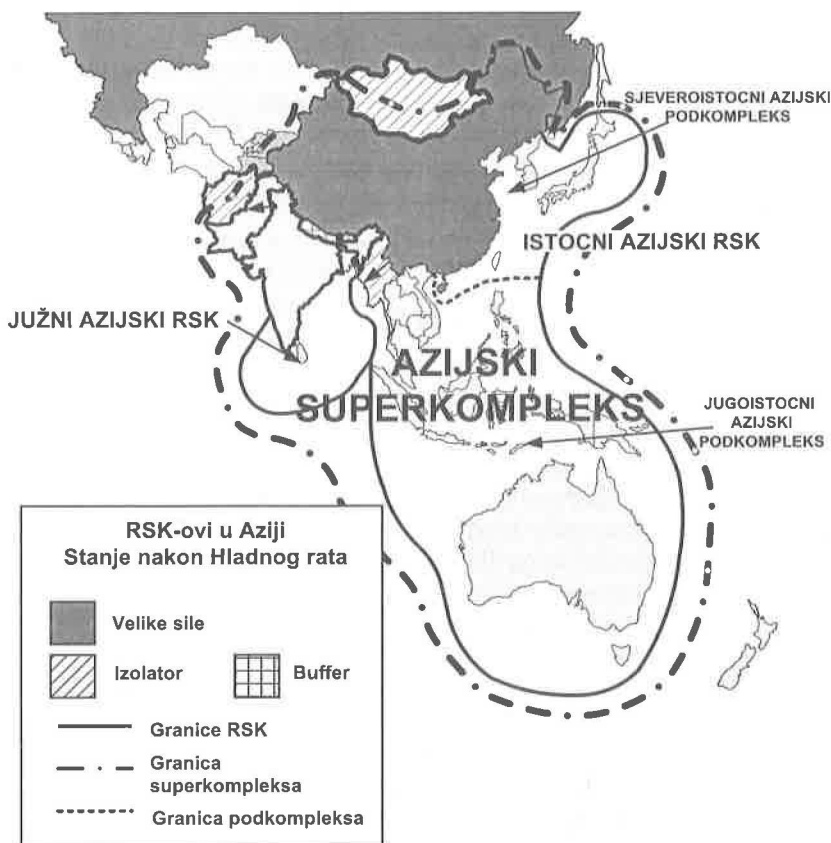 SJEVEROISTOCNI AZIJSKI
PODKOMPLEKS
ISTOCNI AZIJSKI RSK
JUŽNI AZIJSKI RSK
AZIJSKI
SUPERKOMPLEKS
JUGOISTOCNI
AZIJSKI
PODKOMPLEKS
RSK-ovi u Aziji
Stanje nakon Hladnog rata
Velike sile
Izolator
Buffer
Granice RSK
Granica
superkompleksa
Granica podkompleksa